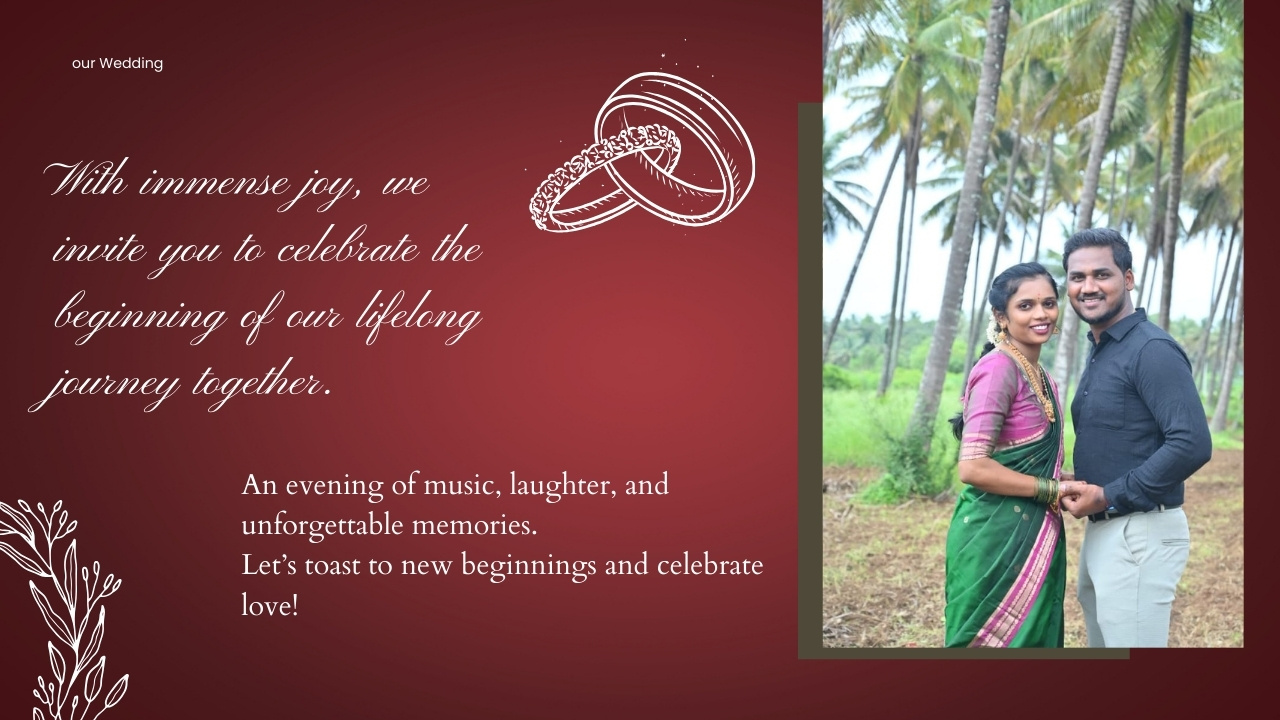 our Wedding
With immense joy, we
invite you to celebrate the
beginning of our lifelong
journey together.
An evening of music, laughter, and
unforgettable memories.
Let’s toast to new beginnings and celebrate
love!